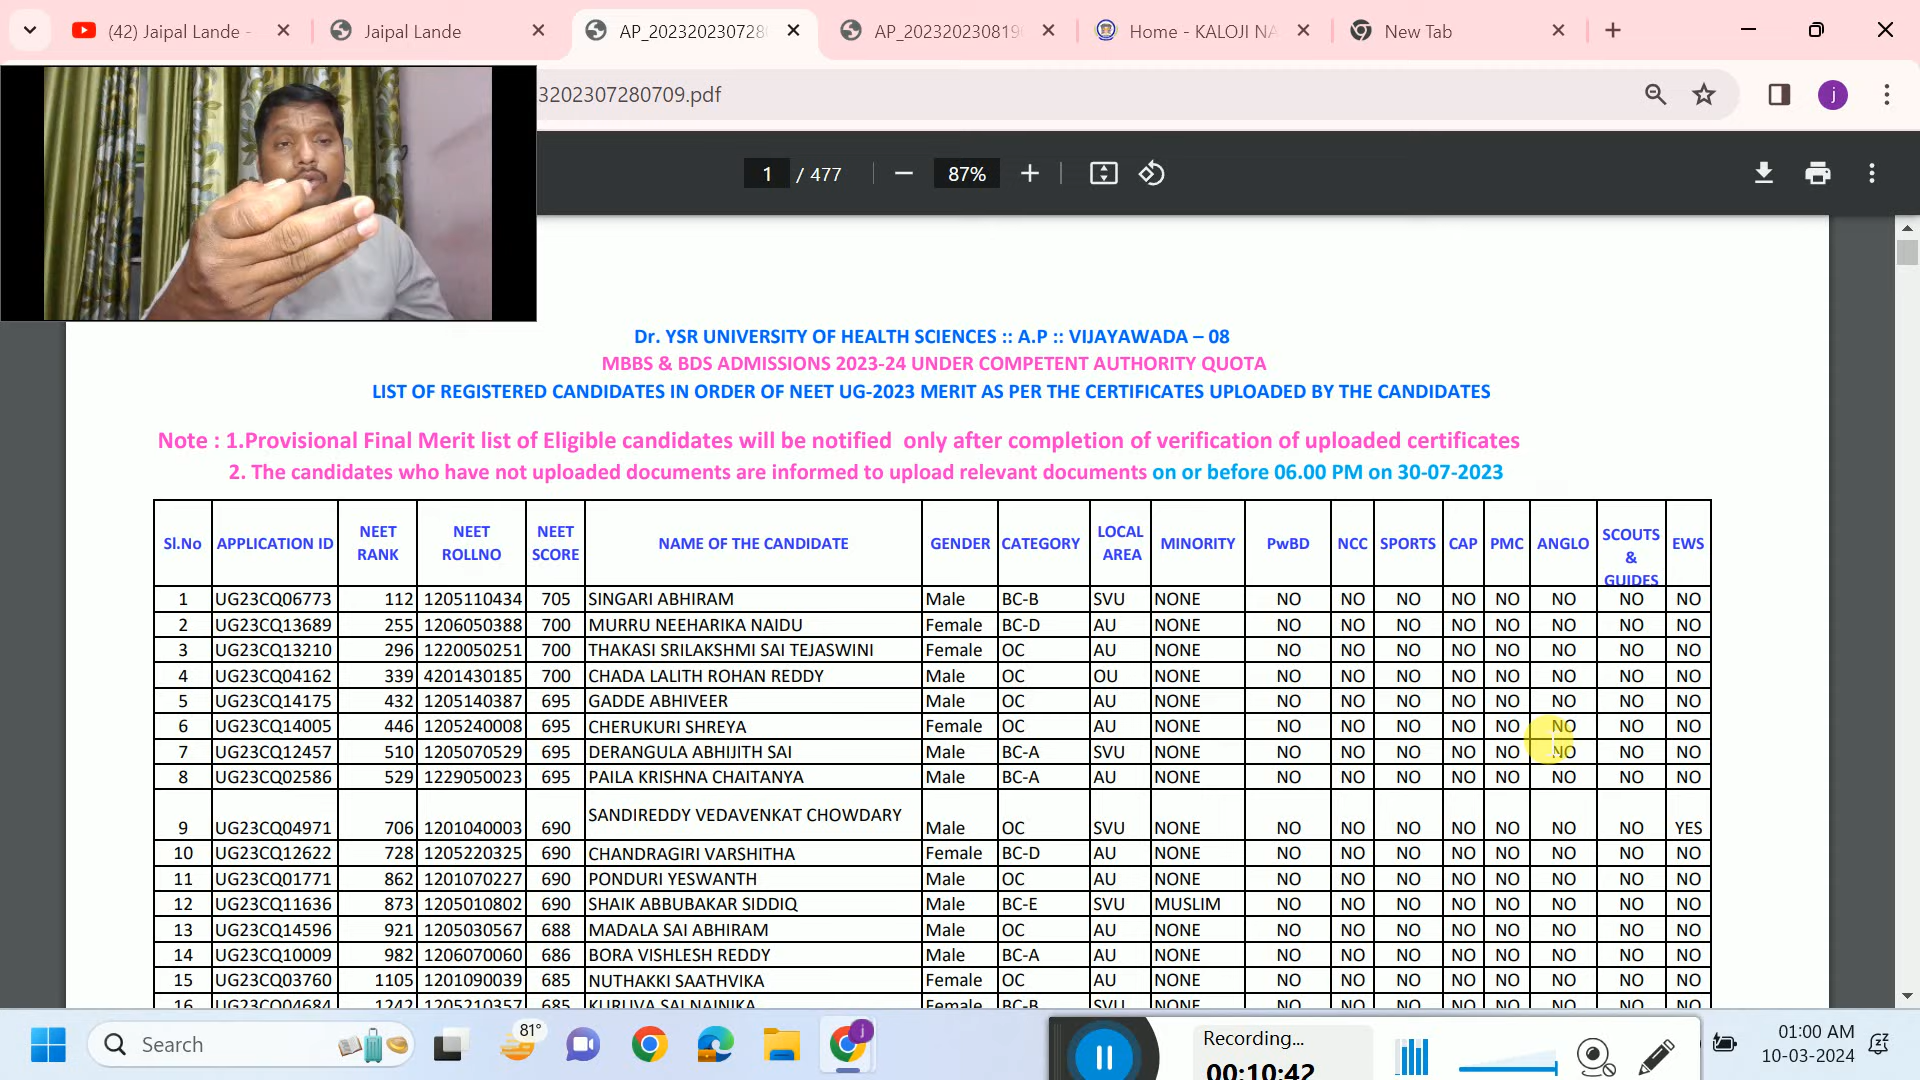 (42) Jaipal Lande -
Jaipal Lande
AP_2023202307280
AP_2023202308190
Home - KALOJI NA
New Tab
3202307280709.pdf
j
1 / 477
87%
Dr. YSR UNIVERSITY OF HEALTH SCIENCES :: A.P :: VIJAYAWADA – 08
MBBS & BDS ADMISSIONS 2023-24 UNDER COMPETENT AUTHORITY QUOTA
LIST OF REGISTERED CANDIDATES IN ORDER OF NEET UG-2023 MERIT AS PER THE CERTIFICATES UPLOADED BY THE CANDIDATES
Note : 1.Provisional Final Merit list of Eligible candidates will be notified only after completion of verification of uploaded certificates
2. The candidates who have not uploaded documents are informed to upload relevant documents on or before 06.00 PM on 30-07-2023
Sl.No APPLICATION ID NEET RANK NEET ROLLNO NEET SCORE NAME OF THE CANDIDATE GENDER CATEGORY LOCAL AREA MINORITY PwBD NCC SPORTS CAP PMC ANGLO SCOUTS & GUIDES EWS
1 UG23CQ06773 112 1205110434 705 SINGARI ABHIRAM Male BC-B SVU NONE NO NO NO NO NO NO NO NO
2 UG23CQ13689 255 1206050388 700 MURRU NEEHARIKA NAIDU Female BC-D AU NONE NO NO NO NO NO NO NO NO
3 UG23CQ13210 296 1220050251 700 THAKASI SRILAKSHMI SAI TEJASWINI Female OC AU NONE NO NO NO NO NO NO NO NO
4 UG23CQ04162 339 4201430185 700 CHADA LALITH ROHAN REDDY Male OC OU NONE NO NO NO NO NO NO NO NO
5 UG23CQ14175 432 1205140387 695 GADDE ABHIVEER Male OC AU NONE NO NO NO NO NO NO NO NO
6 UG23CQ14005 446 1205240008 695 CHERUKURI SHREYA Female OC AU NONE NO NO NO NO NO NO NO NO
7 UG23CQ12457 510 1205070529 695 DERANGULA ABHIJITH SAI Male BC-A SVU NONE NO NO NO NO NO NO NO NO
8 UG23CQ02586 529 1229050023 695 PAILA KRISHNA CHAITANYA Male BC-A AU NONE NO NO NO NO NO NO NO NO
9 UG23CQ04971 706 1201040003 690 SANDIREDDY VEDAVENKAT CHOWDARY Male OC SVU NONE NO NO NO NO NO NO NO YES
10 UG23CQ12622 728 1205220325 690 CHANDRAGIRI VARSHITHA Female BC-D AU NONE NO NO NO NO NO NO NO NO
11 UG23CQ01771 862 1201070227 690 PONDURI YESWANTH Male OC AU NONE NO NO NO NO NO NO NO NO
12 UG23CQ11636 873 1205010802 690 SHAIK ABBUBAKAR SIDDIQ Male BC-E SVU MUSLIM NO NO NO NO NO NO NO NO
13 UG23CQ14596 921 1205030567 688 MADALA SAI ABHIRAM Male OC AU NONE NO NO NO NO NO NO NO NO
14 UG23CQ10009 982 1206070060 686 BORA VISHLESH REDDY Male BC-A AU NONE NO NO NO NO NO NO NO NO
15 UG23CQ03760 1105 1201090039 685 NUTHAKKI SAATHVIKA Female OC AU NONE NO NO NO NO NO NO NO NO
16 UG23CQ04684 1242 1205210357 685 KURUVA SAI NAINIKA Female BC-B SVU NONE NO NO NO NO NO NO NO NO
Search
81°
j
Recording...
00:10:42
01:00 AM
10-03-2024